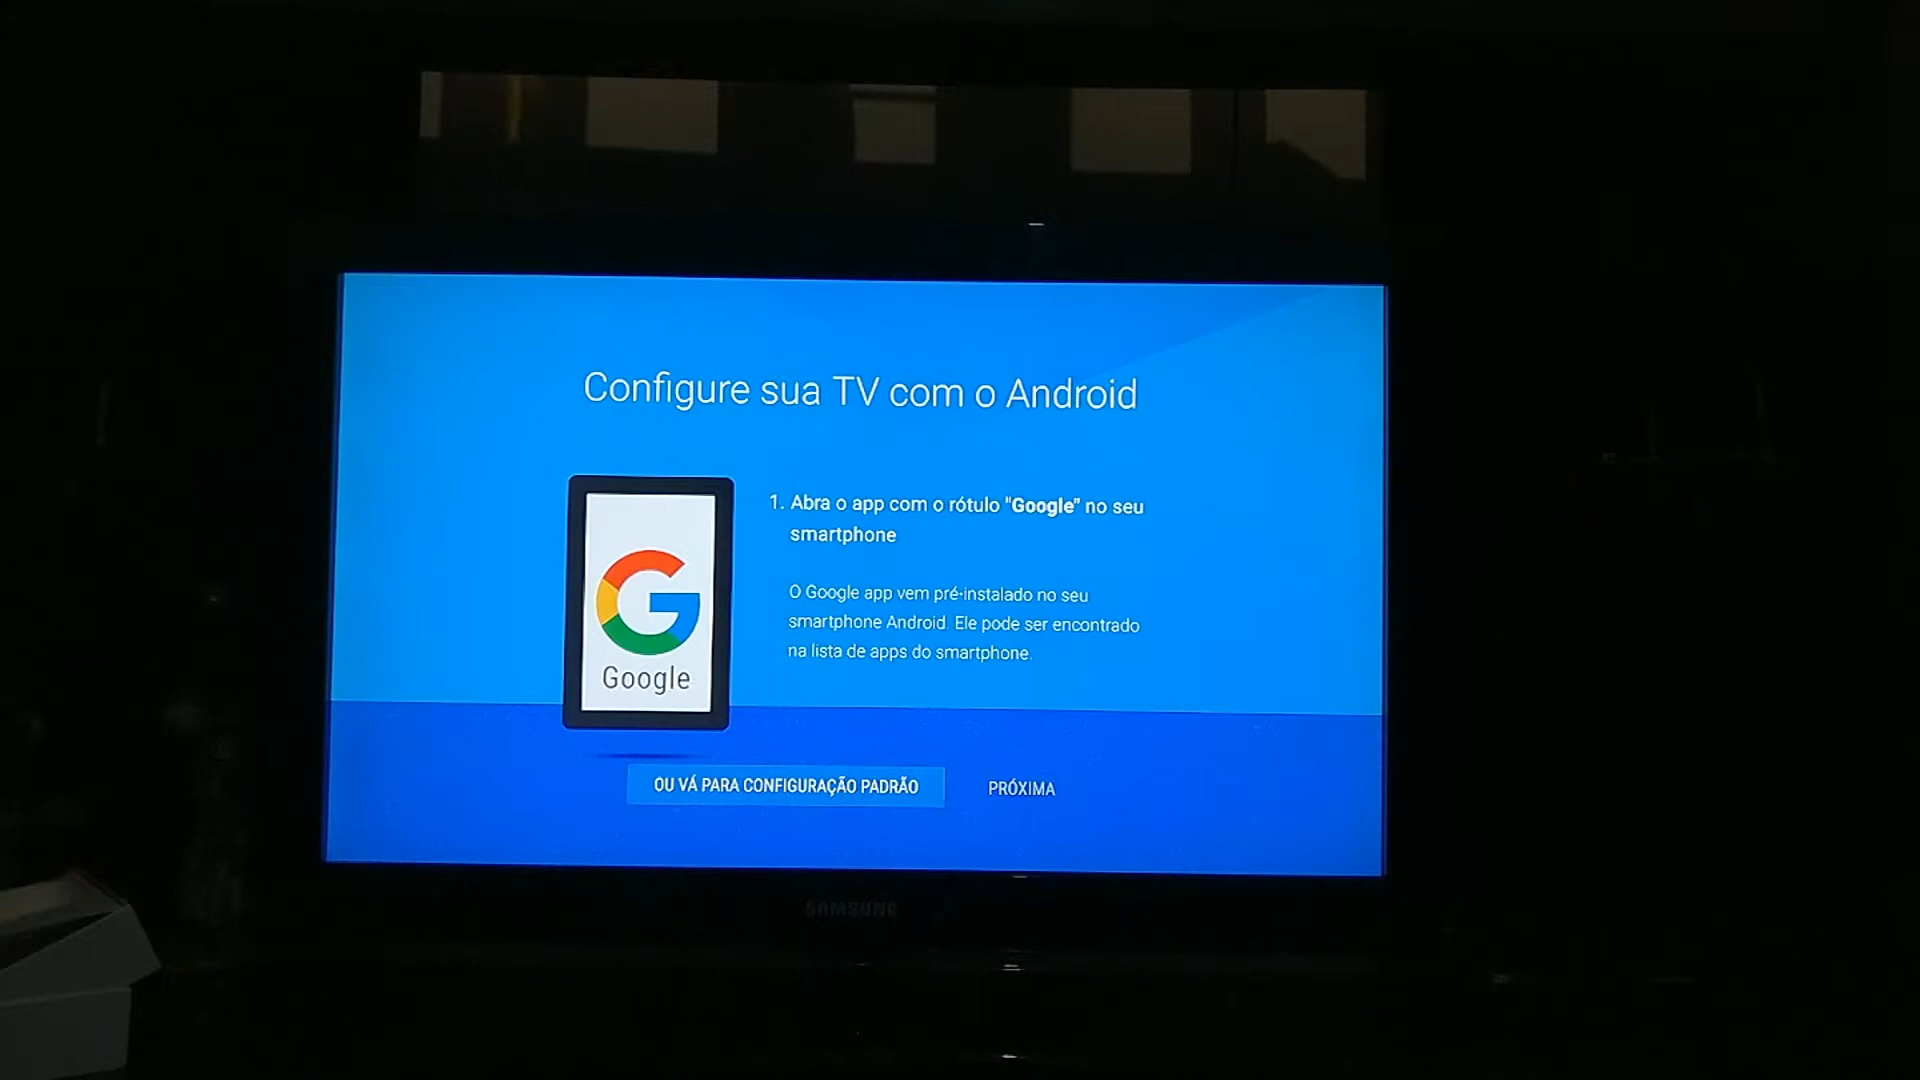 Configure sua TV com o Android
1. Abra o app com o rótulo "Google" no seu
smartphone
O Google app vem pré-instalado no seu
smartphone Android. Ele pode ser encontrado
na lista de apps do smartphone.
Google
OU VÁ PARA CONFIGURAÇÃO PADRÃO
PRÓXIMA
SAMSUNG